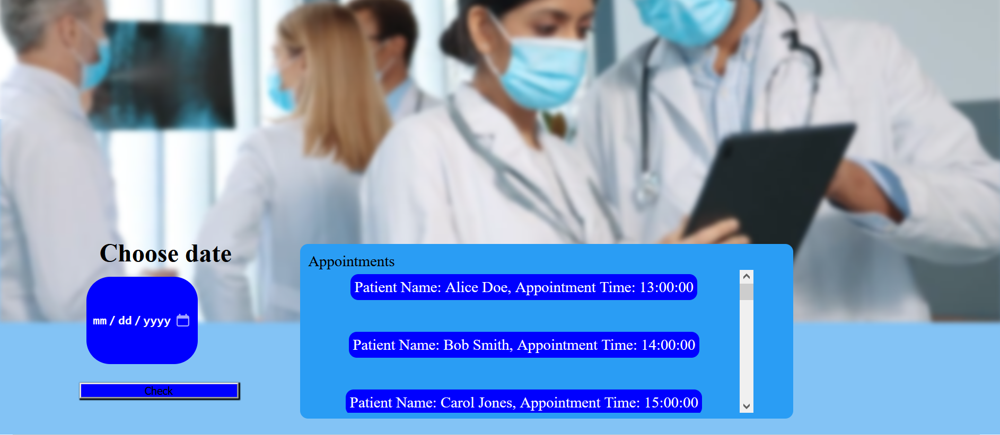 Choose date
mm / dd / yyyy
Check
Appointments
Patient Name: Alice Doe, Appointment Time: 13:00:00
Patient Name: Bob Smith, Appointment Time: 14:00:00
Patient Name: Carol Jones, Appointment Time: 15:00:00